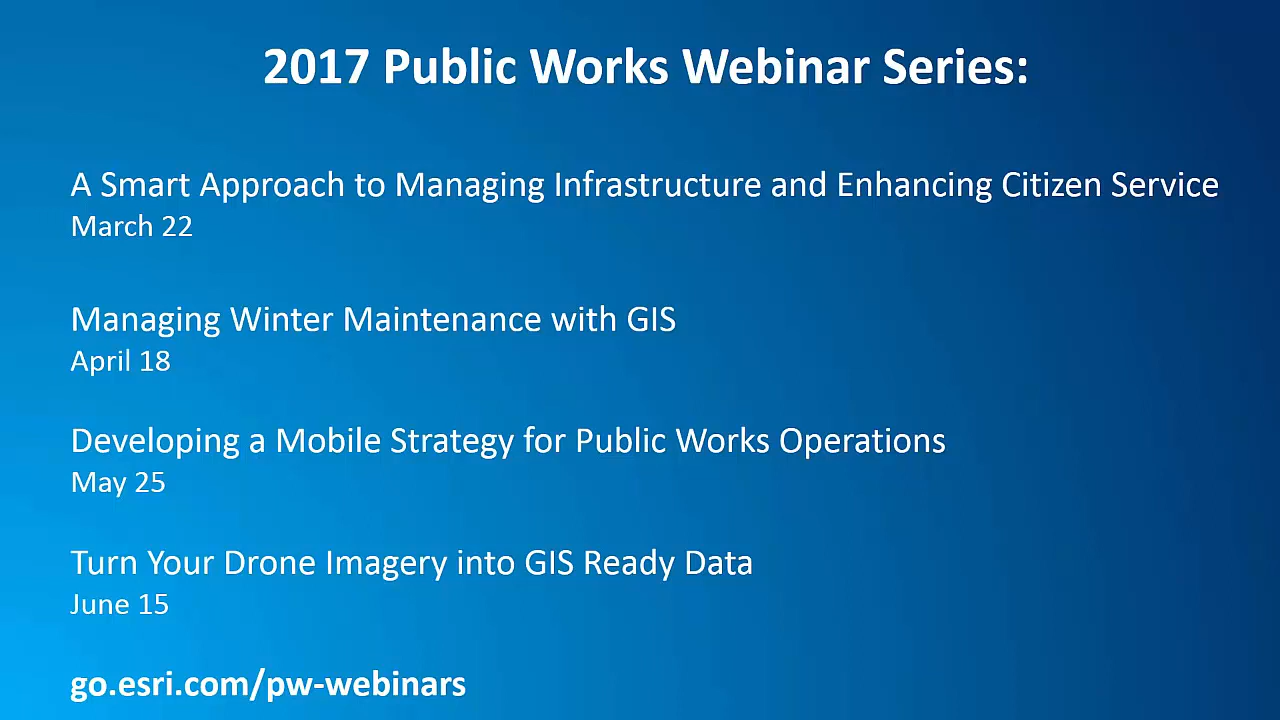 2017 Public Works Webinar Series:
A Smart Approach to Managing Infrastructure and Enhancing Citizen Service
March 22
Managing Winter Maintenance with GIS
April 18
Developing a Mobile Strategy for Public Works Operations
May 25
Turn Your Drone Imagery into GIS Ready Data
June 15
go.esri.com/pw-webinars